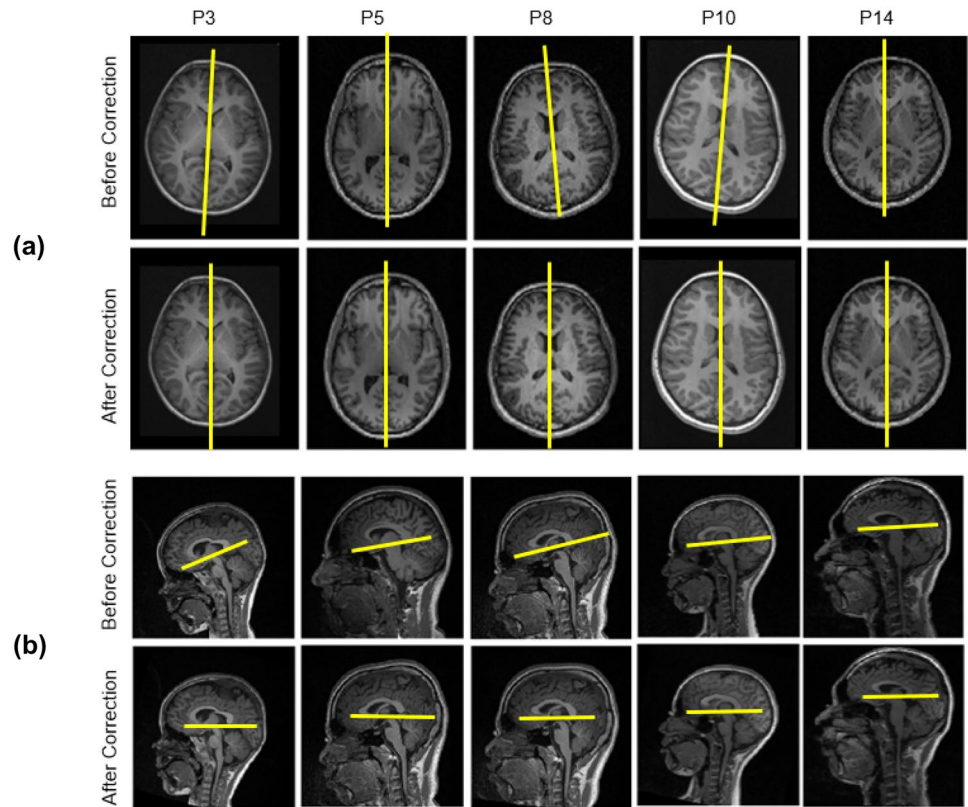 P3 P5 P8 P10 P14
Before Correction
(a)
After Correction
Before Correction
(b)
After Correction